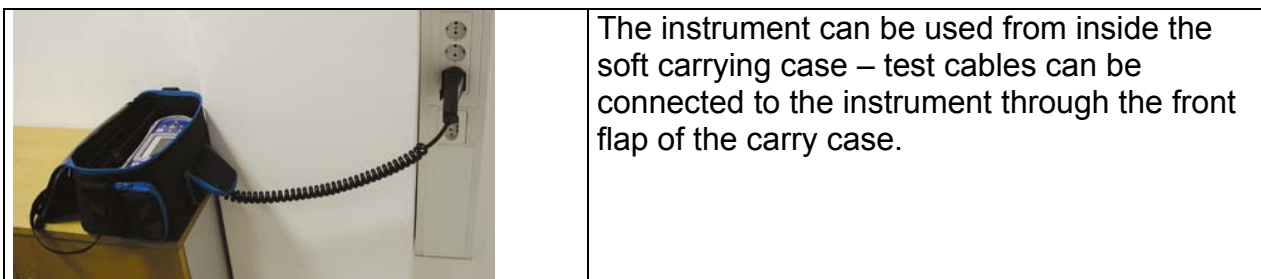 The instrument can be used from inside the
soft carrying case – test cables can be
connected to the instrument through the front
flap of the carry case.